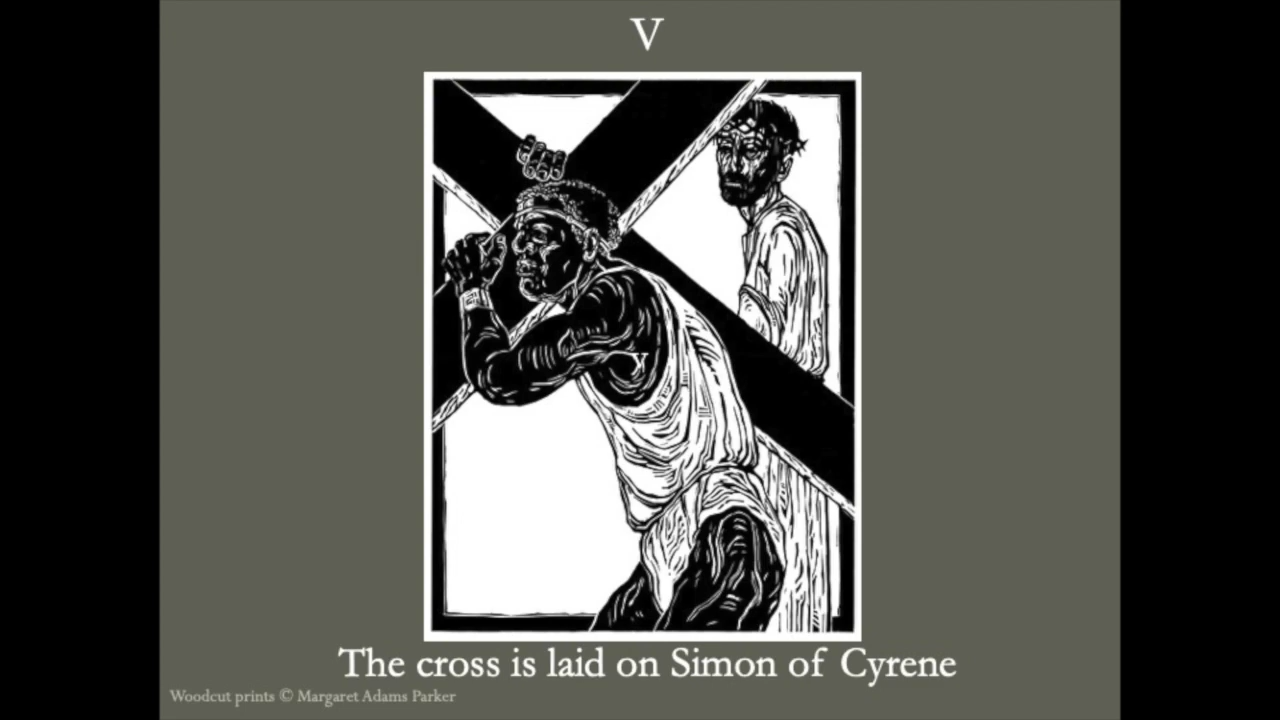 V
V
The cross is laid on Simon of Cyrene
Woodcut prints © Margaret Adams Parker